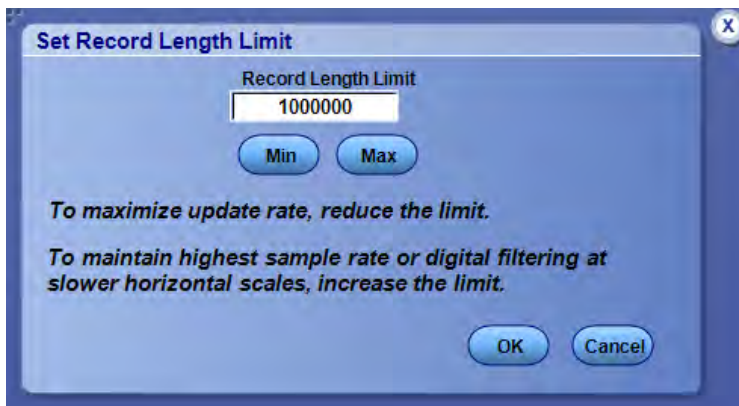 X
Set Record Length Limit
Record Length Limit
1000000
Min Max
To maximize update rate, reduce the limit.
To maintain highest sample rate or digital filtering at
slower horizontal scales, increase the limit.
OK Cancel